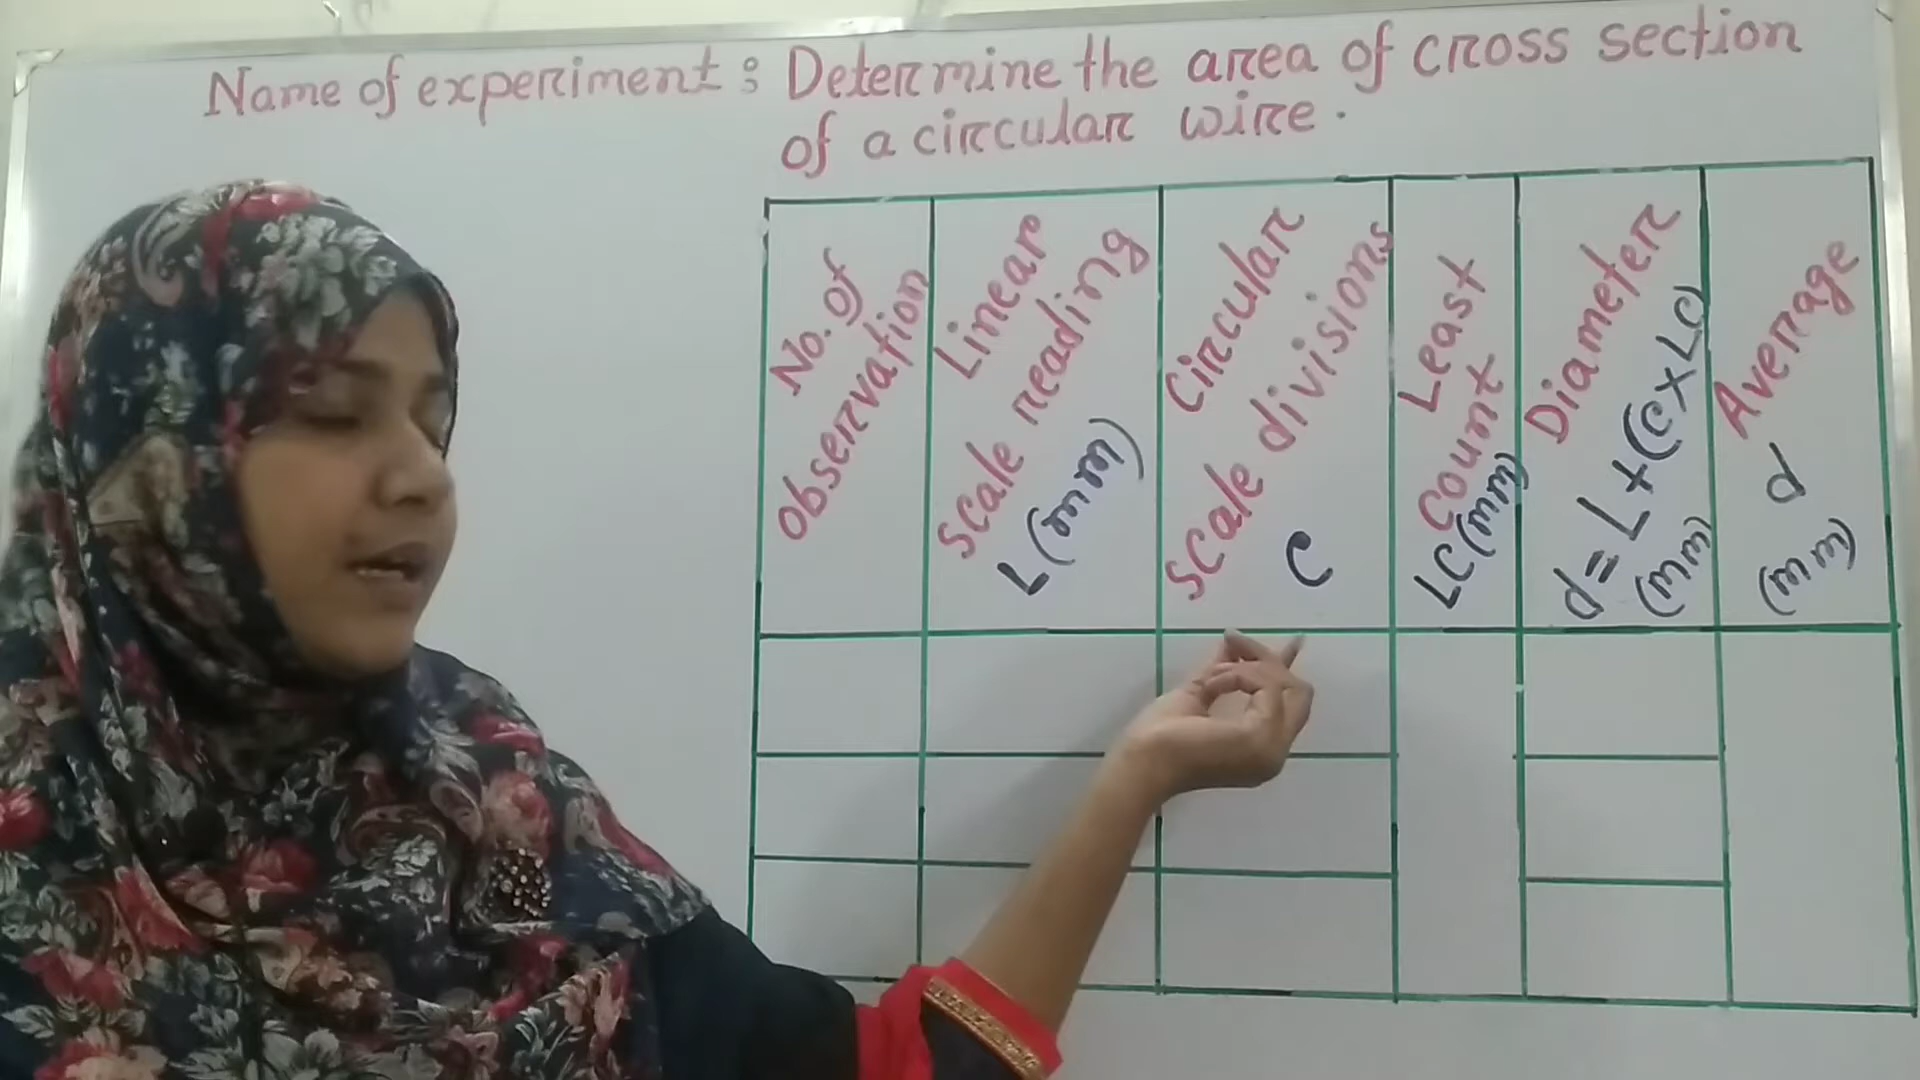 Name of experiment : Determine the area of cross section
of a circular wire.
No. of
Observation
Linear
Scale reading
L (mm)
Circular
Scale divisions
C
Least
Count
LC (mm)
Diameter
d = L + (C × LC)
(mm)
Average
d
(mm)